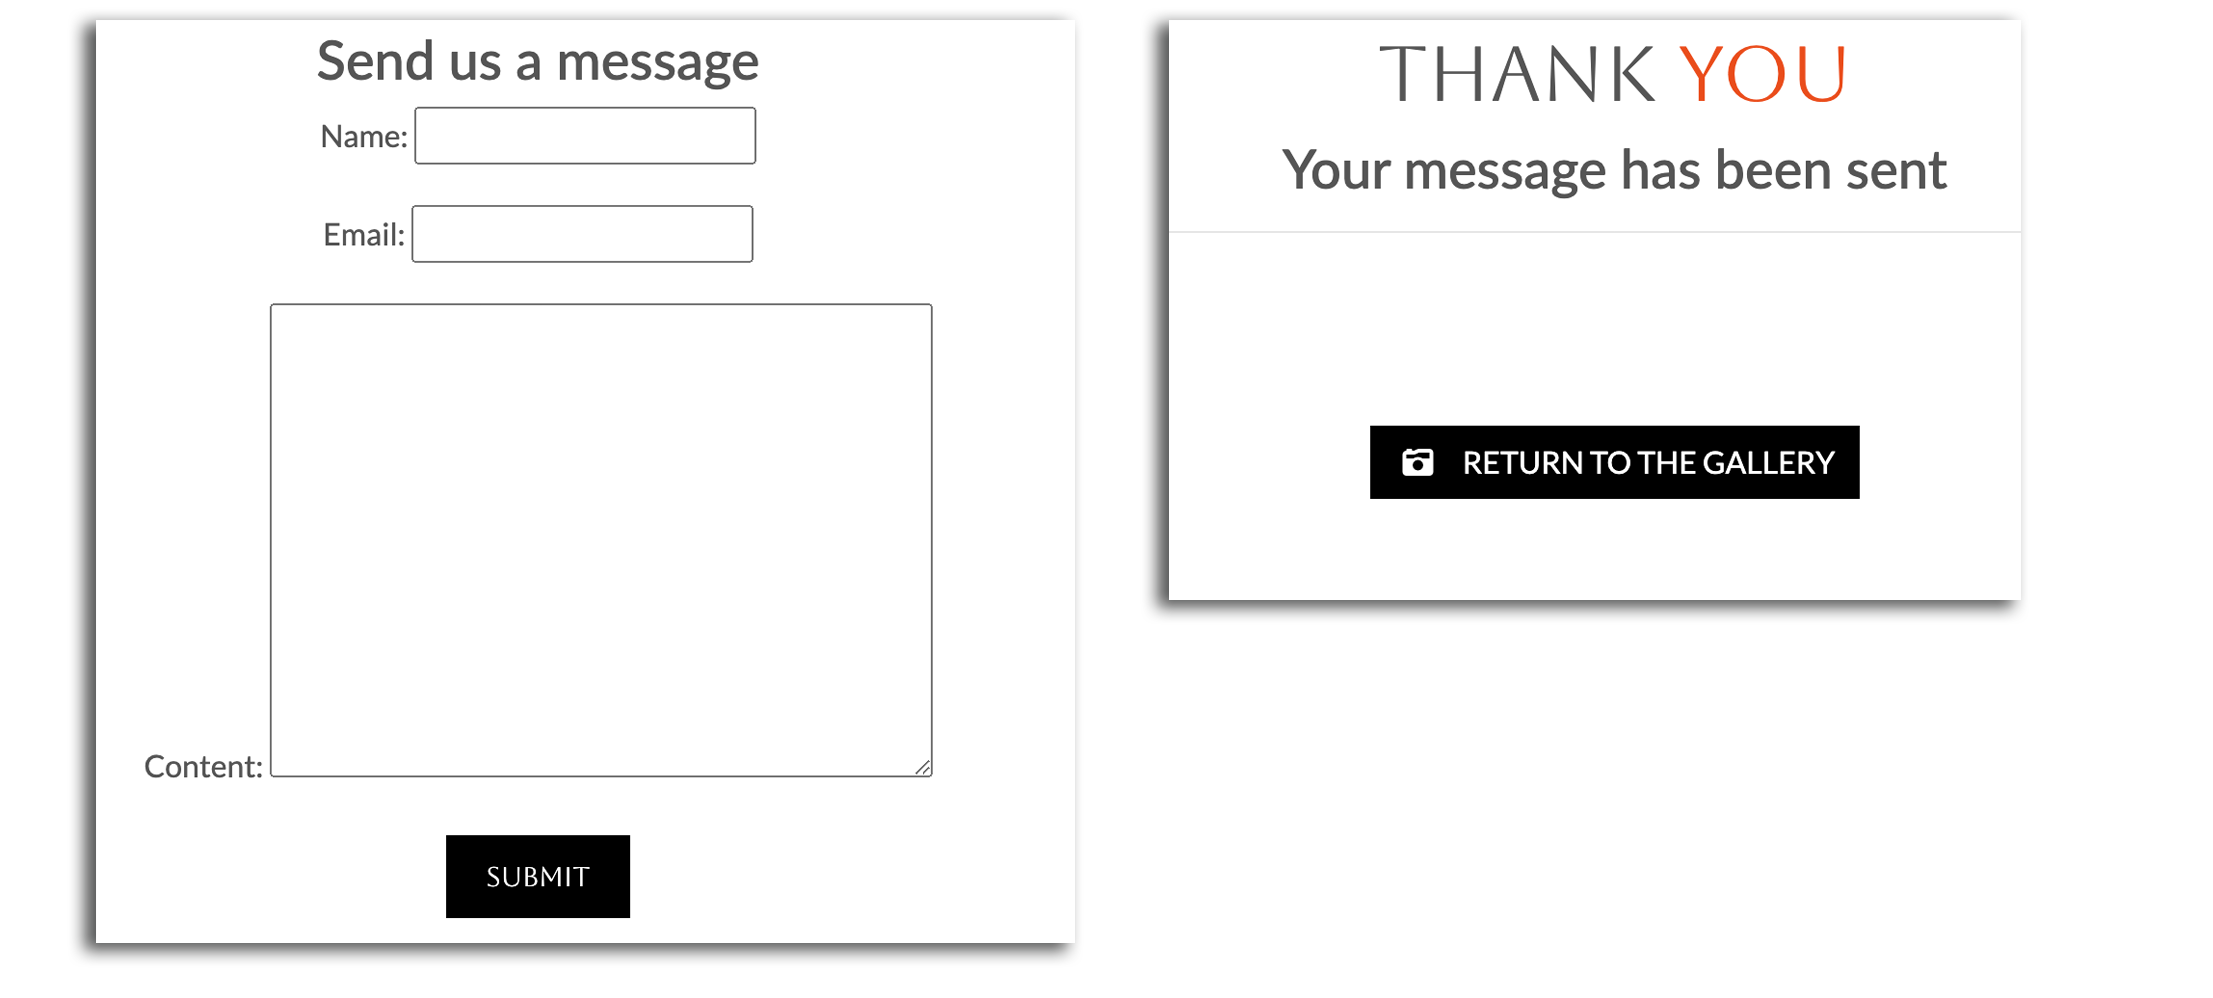 Send us a message
Name:
Email:
Content:
SUBMIT
THANK YOU
Your message has been sent
RETURN TO THE GALLERY